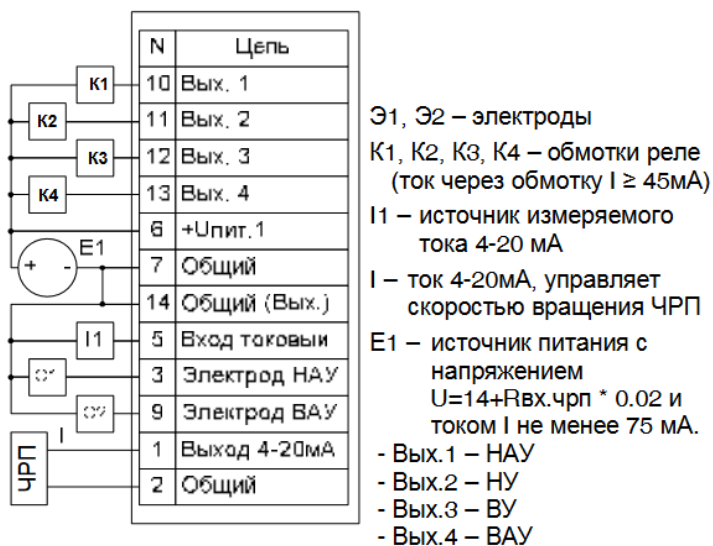 N Цепь
К1 10 Вых. 1
К2 11 Вых. 2
К3 12 Вых. 3
К4 13 Вых. 4
6 +Uпит.1
+ - E1 7 Общий
14 Общий (Вых.)
I1 5 Вход токовый
3 Электрод НАУ
9 Электрод ВАУ
ЧРП I 1 Выход 4-20мА
2 Общий
Э1, Э2 – электроды
К1, К2, К3, К4 – обмотки реле
(ток через обмотку I ≥ 45мА)
I1 – источник измеряемого
тока 4-20 мА
I – ток 4-20мА, управляет
скоростью вращения ЧРП
E1 – источник питания с
напряжением
U=14+Rвх.чрп * 0.02 и
током I не менее 75 мА.
- Вых.1 – НАУ
- Вых.2 – НУ
- Вых.3 – ВУ
- Вых.4 – ВАУ